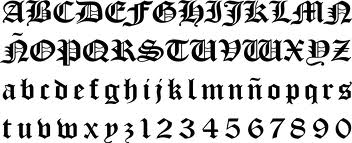 ABCDEFGHIJKLMN
ÑOPQRSTUVWXYZ
abcdefghijklmnñopqrs
tuvwxyz1234567890